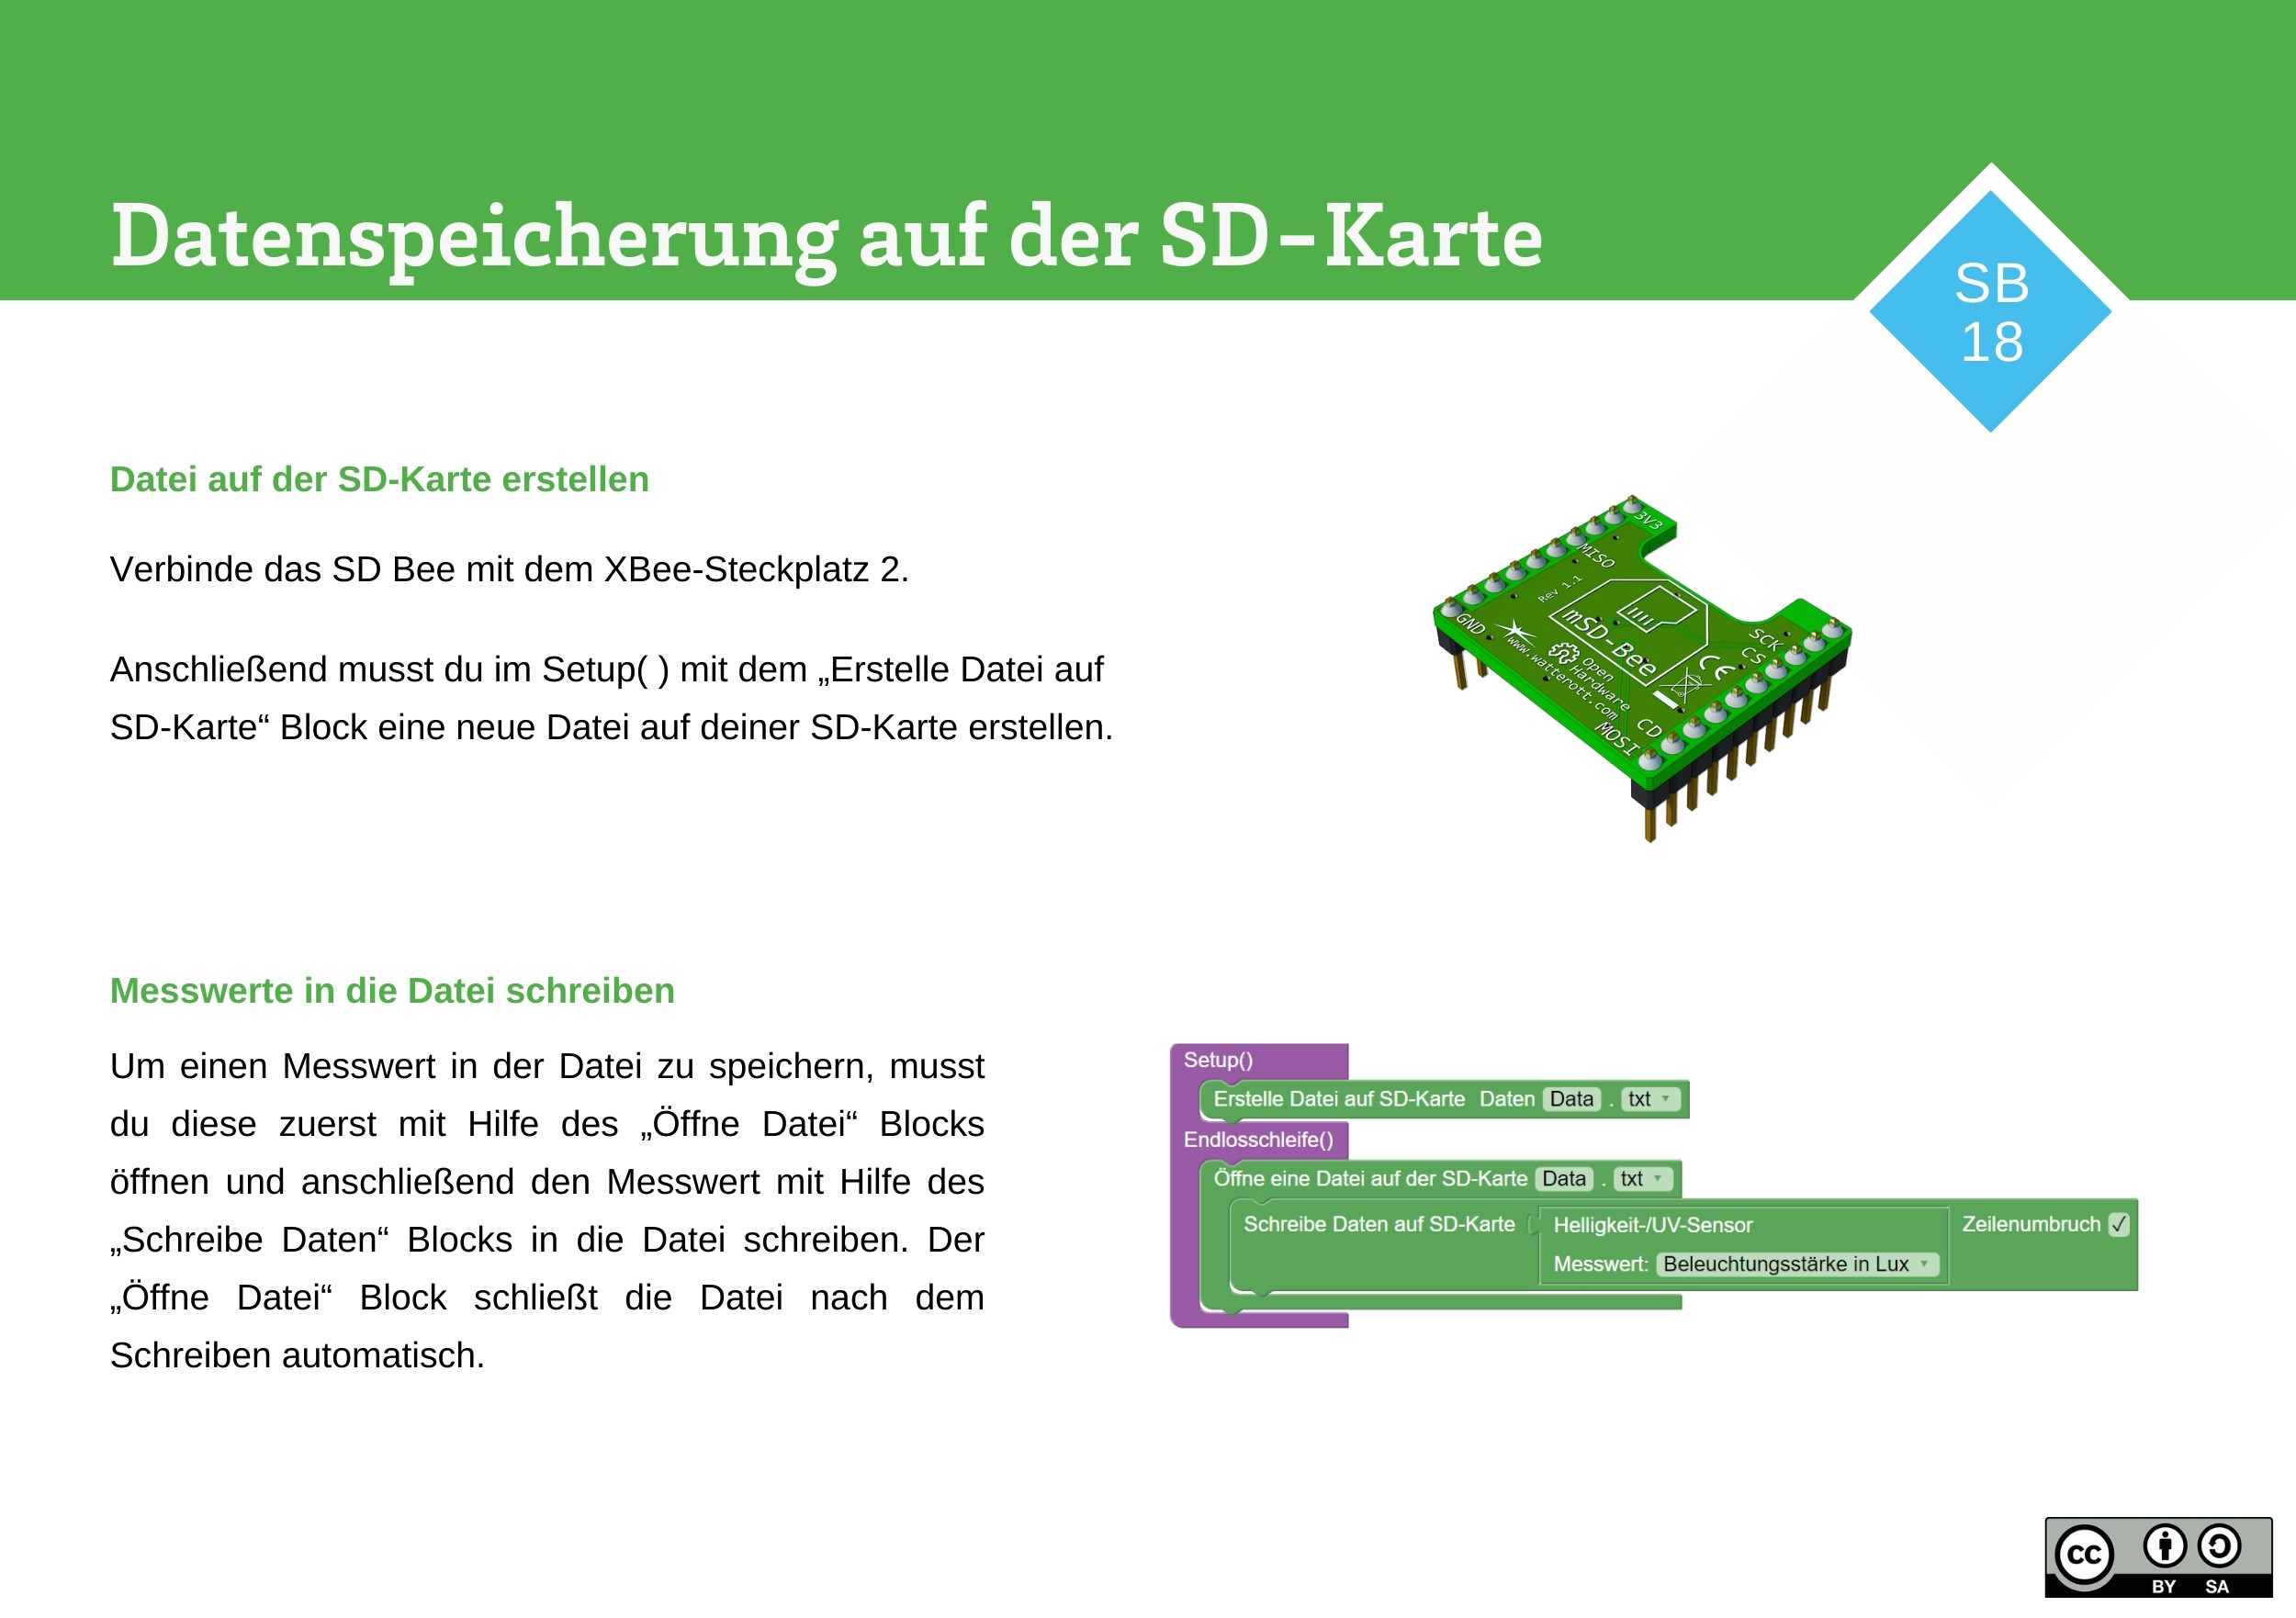 Datenspeicherung auf der SD-Karte
SB
18
Datei auf der SD-Karte erstellen
Verbinde das SD Bee mit dem XBee-Steckplatz 2.
Anschließend musst du im Setup( ) mit dem „Erstelle Datei auf
SD-Karte“ Block eine neue Datei auf deiner SD-Karte erstellen.
3V3
MISO
Rev 1.1
GND
mSD-Bee
www.watterott.com
Open
Hardware
SCK
CS
CE
CD
MOSI
Messwerte in die Datei schreiben
Um einen Messwert in der Datei zu speichern, musst
du diese zuerst mit Hilfe des „Öffne Datei“ Blocks
öffnen und anschließend den Messwert mit Hilfe des
„Schreibe Daten“ Blocks in die Datei schreiben. Der
„Öffne Datei“ Block schließt die Datei nach dem
Schreiben automatisch.
Setup()
Erstelle Datei auf SD-Karte Daten Data . txt
Endlosschleife()
Öffne eine Datei auf der SD-Karte Data . txt
Schreibe Daten auf SD-Karte Helligkeit-/UV-Sensor Zeilenumbruch ✓
Messwert: Beleuchtungsstärke in Lux
cc
BY SA